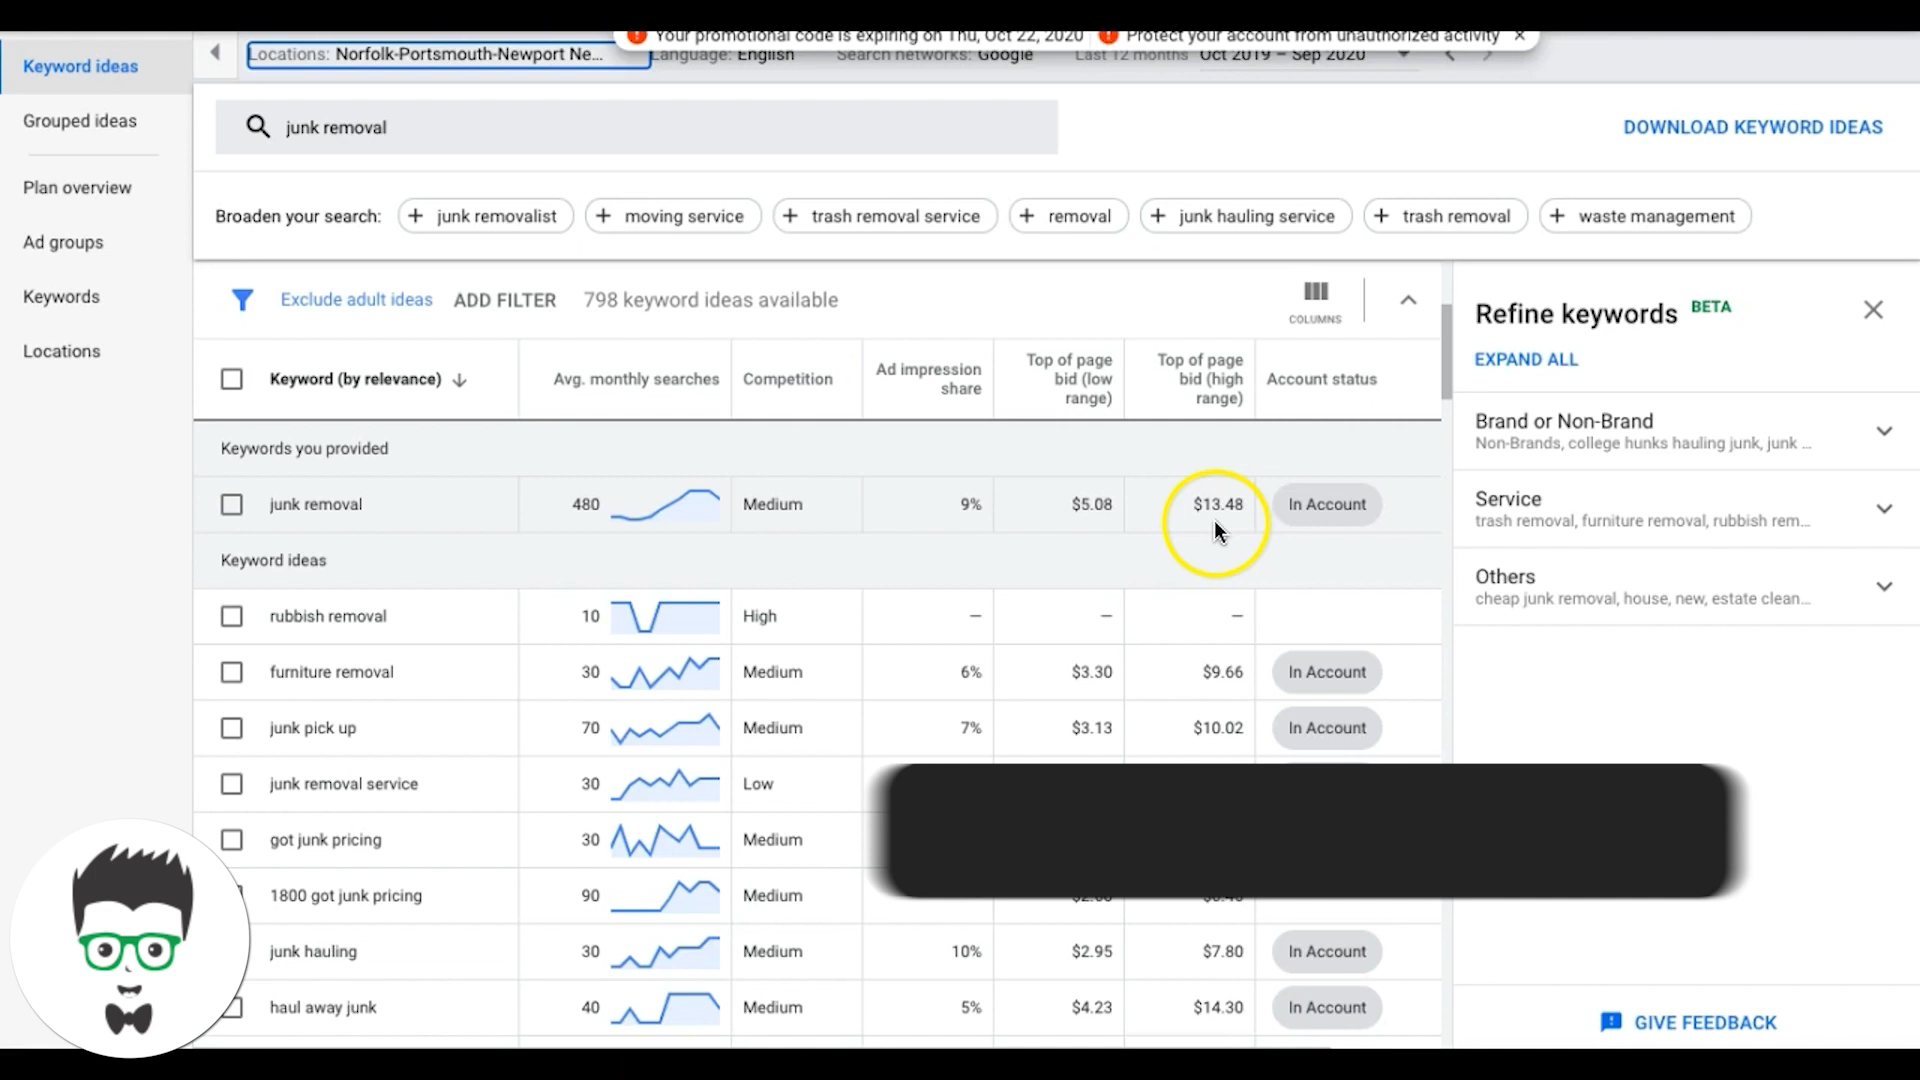 Your promotional code is expiring on Thu, Oct 22, 2020 Protect your account from unauthorized activity
Keyword ideas
Locations: Norfolk-Portsmouth-Newport Ne... Language: English Search networks: Google Last 12 months Oct 2019 – Sep 2020
Grouped ideas
Plan overview
Ad groups
Keywords
Locations
junk removal
DOWNLOAD KEYWORD IDEAS
Broaden your search: + junk removalist + moving service + trash removal service + removal + junk hauling service + trash removal + waste management
Exclude adult ideas ADD FILTER 798 keyword ideas available
COLUMNS
Keyword (by relevance) Avg. monthly searches Competition Ad impression share Top of page bid (low range) Top of page bid (high range) Account status
Keywords you provided
junk removal 480 Medium 9% $5.08 $13.48 In Account
Keyword ideas
rubbish removal 10 High – – –
furniture removal 30 Medium 6% $3.30 $9.66 In Account
junk pick up 70 Medium 7% $3.13 $10.02 In Account
junk removal service 30 Low
got junk pricing 30 Medium
1800 got junk pricing 90 Medium
junk hauling 30 Medium 10% $2.95 $7.80 In Account
haul away junk 40 Medium 5% $4.23 $14.30 In Account
Refine keywords BETA
EXPAND ALL
Brand or Non-Brand
Non-Brands, college hunks hauling junk, junk ...
Service
trash removal, furniture removal, rubbish rem...
Others
cheap junk removal, house, new, estate clean...
GIVE FEEDBACK